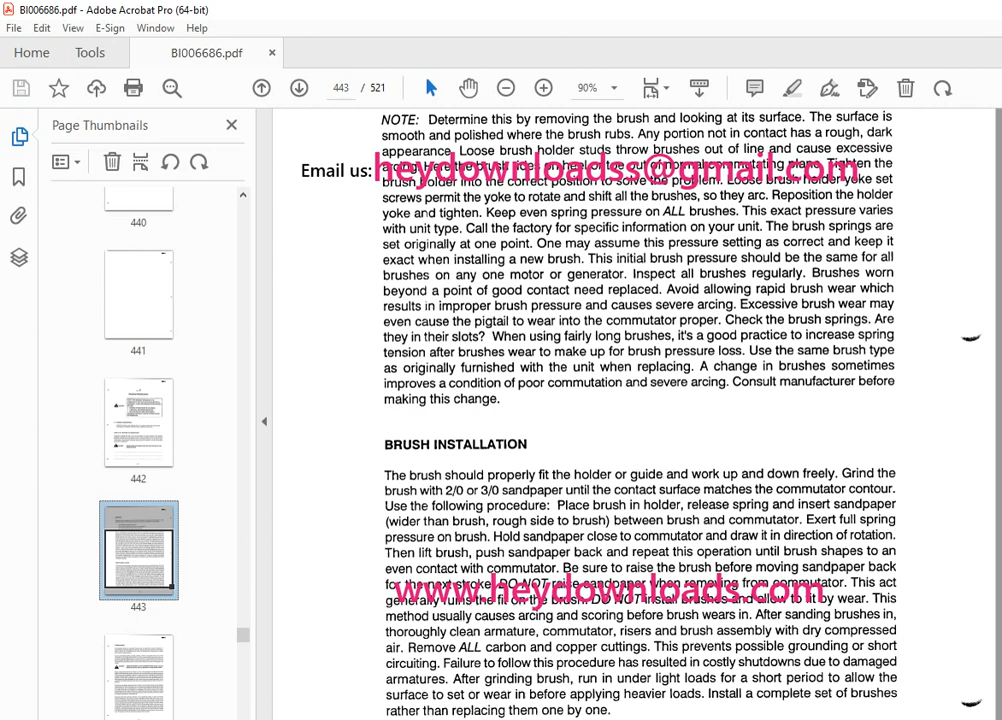 BI006686.pdf - Adobe Acrobat Pro (64-bit)
File Edit View E-Sign Window Help
Home Tools BI006686.pdf ×
443 / 521 90%
Page Thumbnails
440
441
442
443
NOTE: Determine this by removing the brush and looking at its surface. The surface is
smooth and polished where the brush rubs. Any portion not in contact has a rough, dark
appearance. Loose brush holder studs throw brushes out of line and cause excessive
Email us: heydownloadss@gmail.com
arcing. Here the brush rides on heel or toe out of normal commutating plane. Tighten the
brush holder into the correct position to solve the problem. Loose brush holder yoke set
screws permit the yoke to rotate and shift all the brushes, so they arc. Reposition the holder
yoke and tighten. Keep even spring pressure on ALL brushes. This exact pressure varies
with unit type. Call the factory for specific information on your unit. The brush springs are
set originally at one point. One may assume this pressure setting as correct and keep it
exact when installing a new brush. This initial brush pressure should be the same for all
brushes on any one motor or generator. Inspect all brushes regularly. Brushes worn
beyond a point of good contact need replaced. Avoid allowing rapid brush wear which
results in improper brush pressure and causes severe arcing. Excessive brush wear may
even cause the pigtail to wear into the commutator proper. Check the brush springs. Are
they in their slots? When using fairly long brushes, it's a good practice to increase spring
tension after brushes wear to make up for brush pressure loss. Use the same brush type
as originally furnished with the unit when replacing. A change in brushes sometimes
improves a condition of poor commutation and severe arcing. Consult manufacturer before
making this change.
BRUSH INSTALLATION
The brush should properly fit the holder or guide and work up and down freely. Grind the
brush with 2/0 or 3/0 sandpaper until the contact surface matches the commutator contour.
Use the following procedure: Place brush in holder, release spring and insert sandpaper
(wider than brush, rough side to brush) between brush and commutator. Exert full spring
pressure on brush. Hold sandpaper close to commutator and draw it in direction of rotation.
Then lift brush, push sandpaper back and repeat this operation until brush shapes to an
even contact with commutator. Be sure to raise the brush before moving sandpaper back
for the next stroke. DO NOT raise sandpaper when removing from commutator. This act
www.heydownloads.com
generally ruins the fit on the brush. DO NOT install brushes and allow to fit by wear. This
method usually causes arcing and scoring before brush wears in. After sanding brushes in,
thoroughly clean armature, commutator, risers and brush assembly with dry compressed
air. Remove ALL carbon and copper cuttings. This prevents possible grounding or short
circuiting. Failure to follow this procedure has resulted in costly shutdowns due to damaged
armatures. After grinding brush, run in under light loads for a short period to allow the
surface to set or wear in before applying heavier loads. Install a complete set of brushes
rather than replacing them one by one.